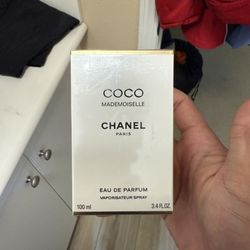 COCO
MADEMOISELLE
CHANEL
PARIS
EAU DE PARFUM
VAPORISATEUR SPRAY
100 ml 3.4 FL.OZ.